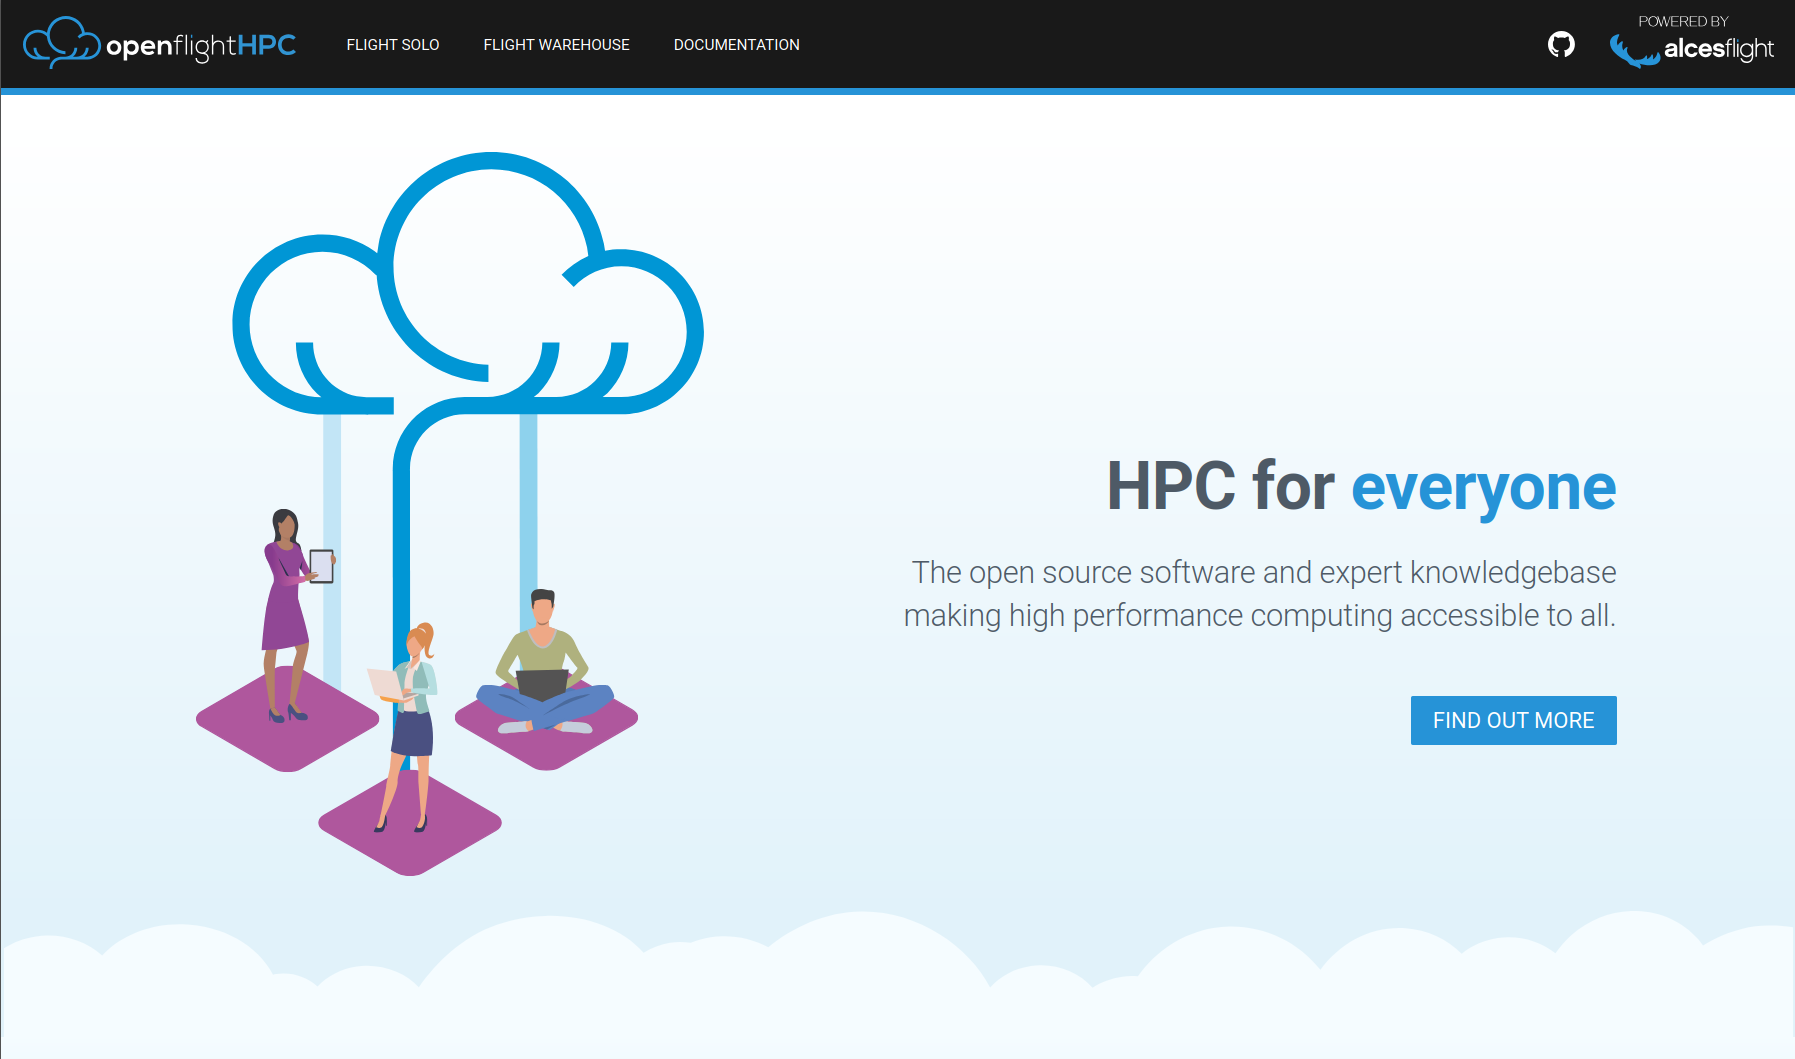 openflightHPC
FLIGHT SOLO
FLIGHT WAREHOUSE
DOCUMENTATION
POWERED BY
alcesflight
HPC for everyone
The open source software and expert knowledgebase
making high performance computing accessible to all.
FIND OUT MORE